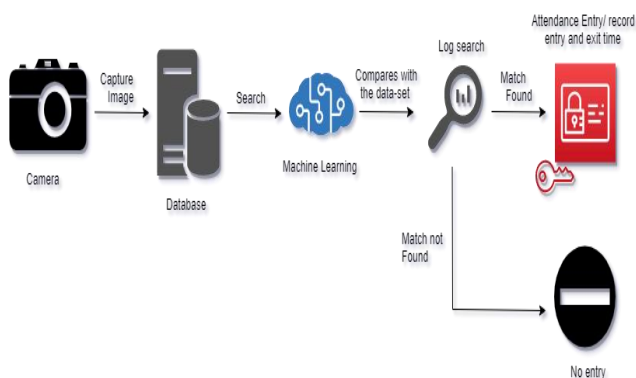 Capture
Image
Camera
Database
Search
Machine Learning
Compares with
the data-set
Log search
Match
Found
Attendance Entry/ record
entry and exit time
Match not
Found
No entry